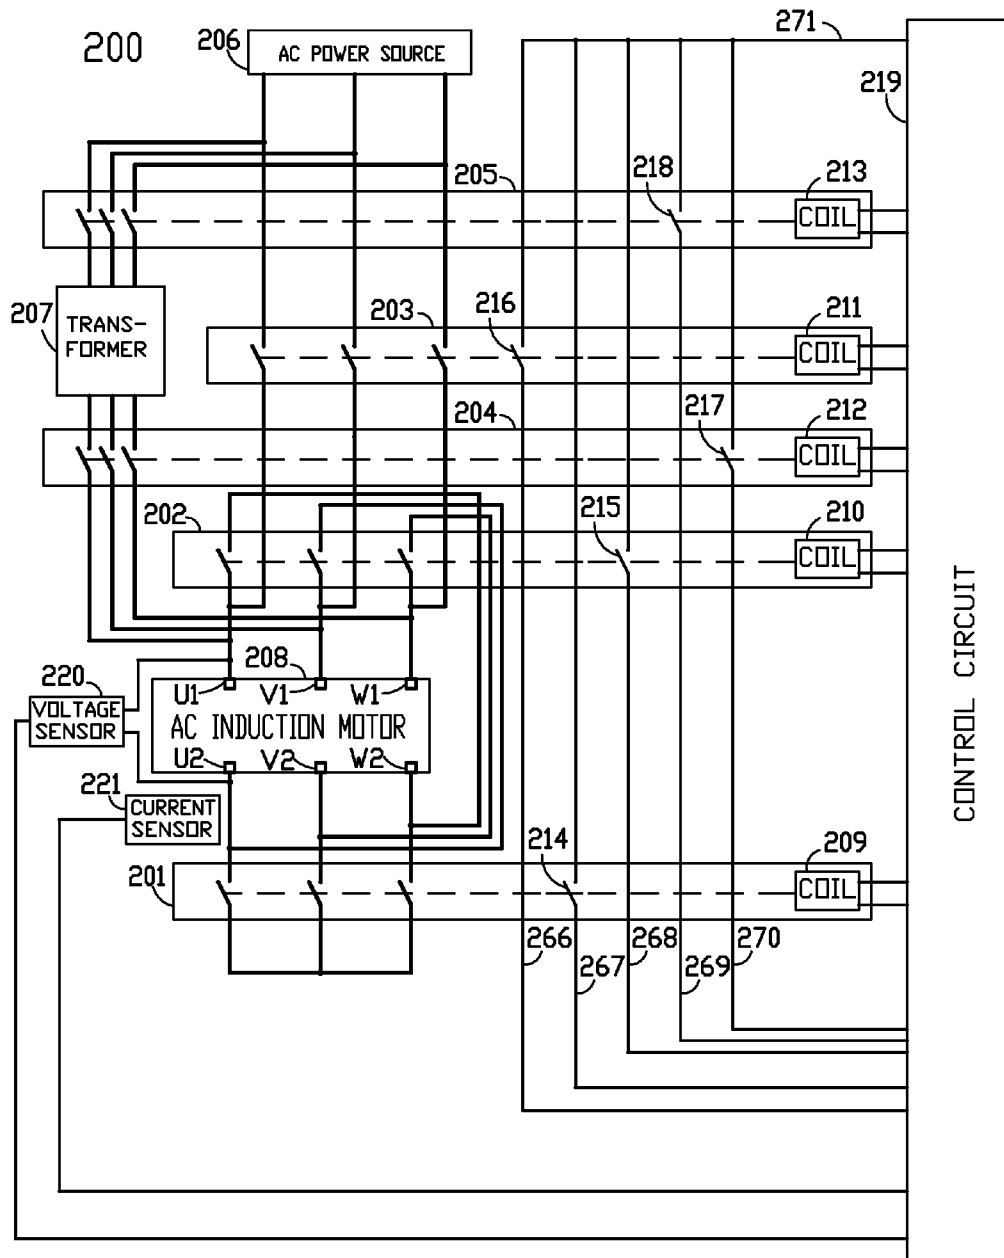 200
206
AC POWER SOURCE
271
219
205
218
213
COIL
207
TRANS-
FORMER
203
216
211
COIL
204
217
212
COIL
202
215
210
COIL
CONTROL CIRCUIT
220
VOLTAGE
SENSOR
208
U1
V1
W1
AC INDUCTION MOTOR
U2
V2
W2
221
CURRENT
SENSOR
201
214
209
COIL
266
267
268
269
270